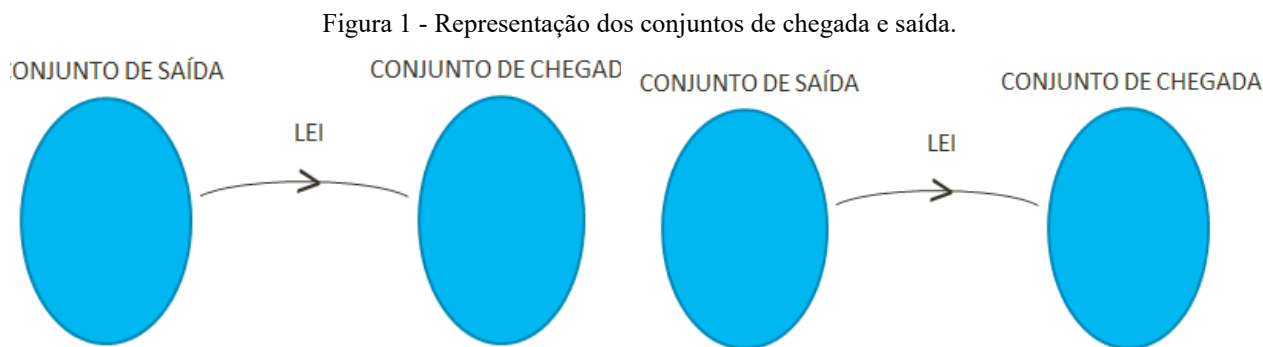 Figura 1 - Representação dos conjuntos de chegada e saída.
CONJUNTO DE SAÍDA
CONJUNTO DE CHEGAD
CONJUNTO DE SAÍDA
CONJUNTO DE CHEGADA
LEI
LEI